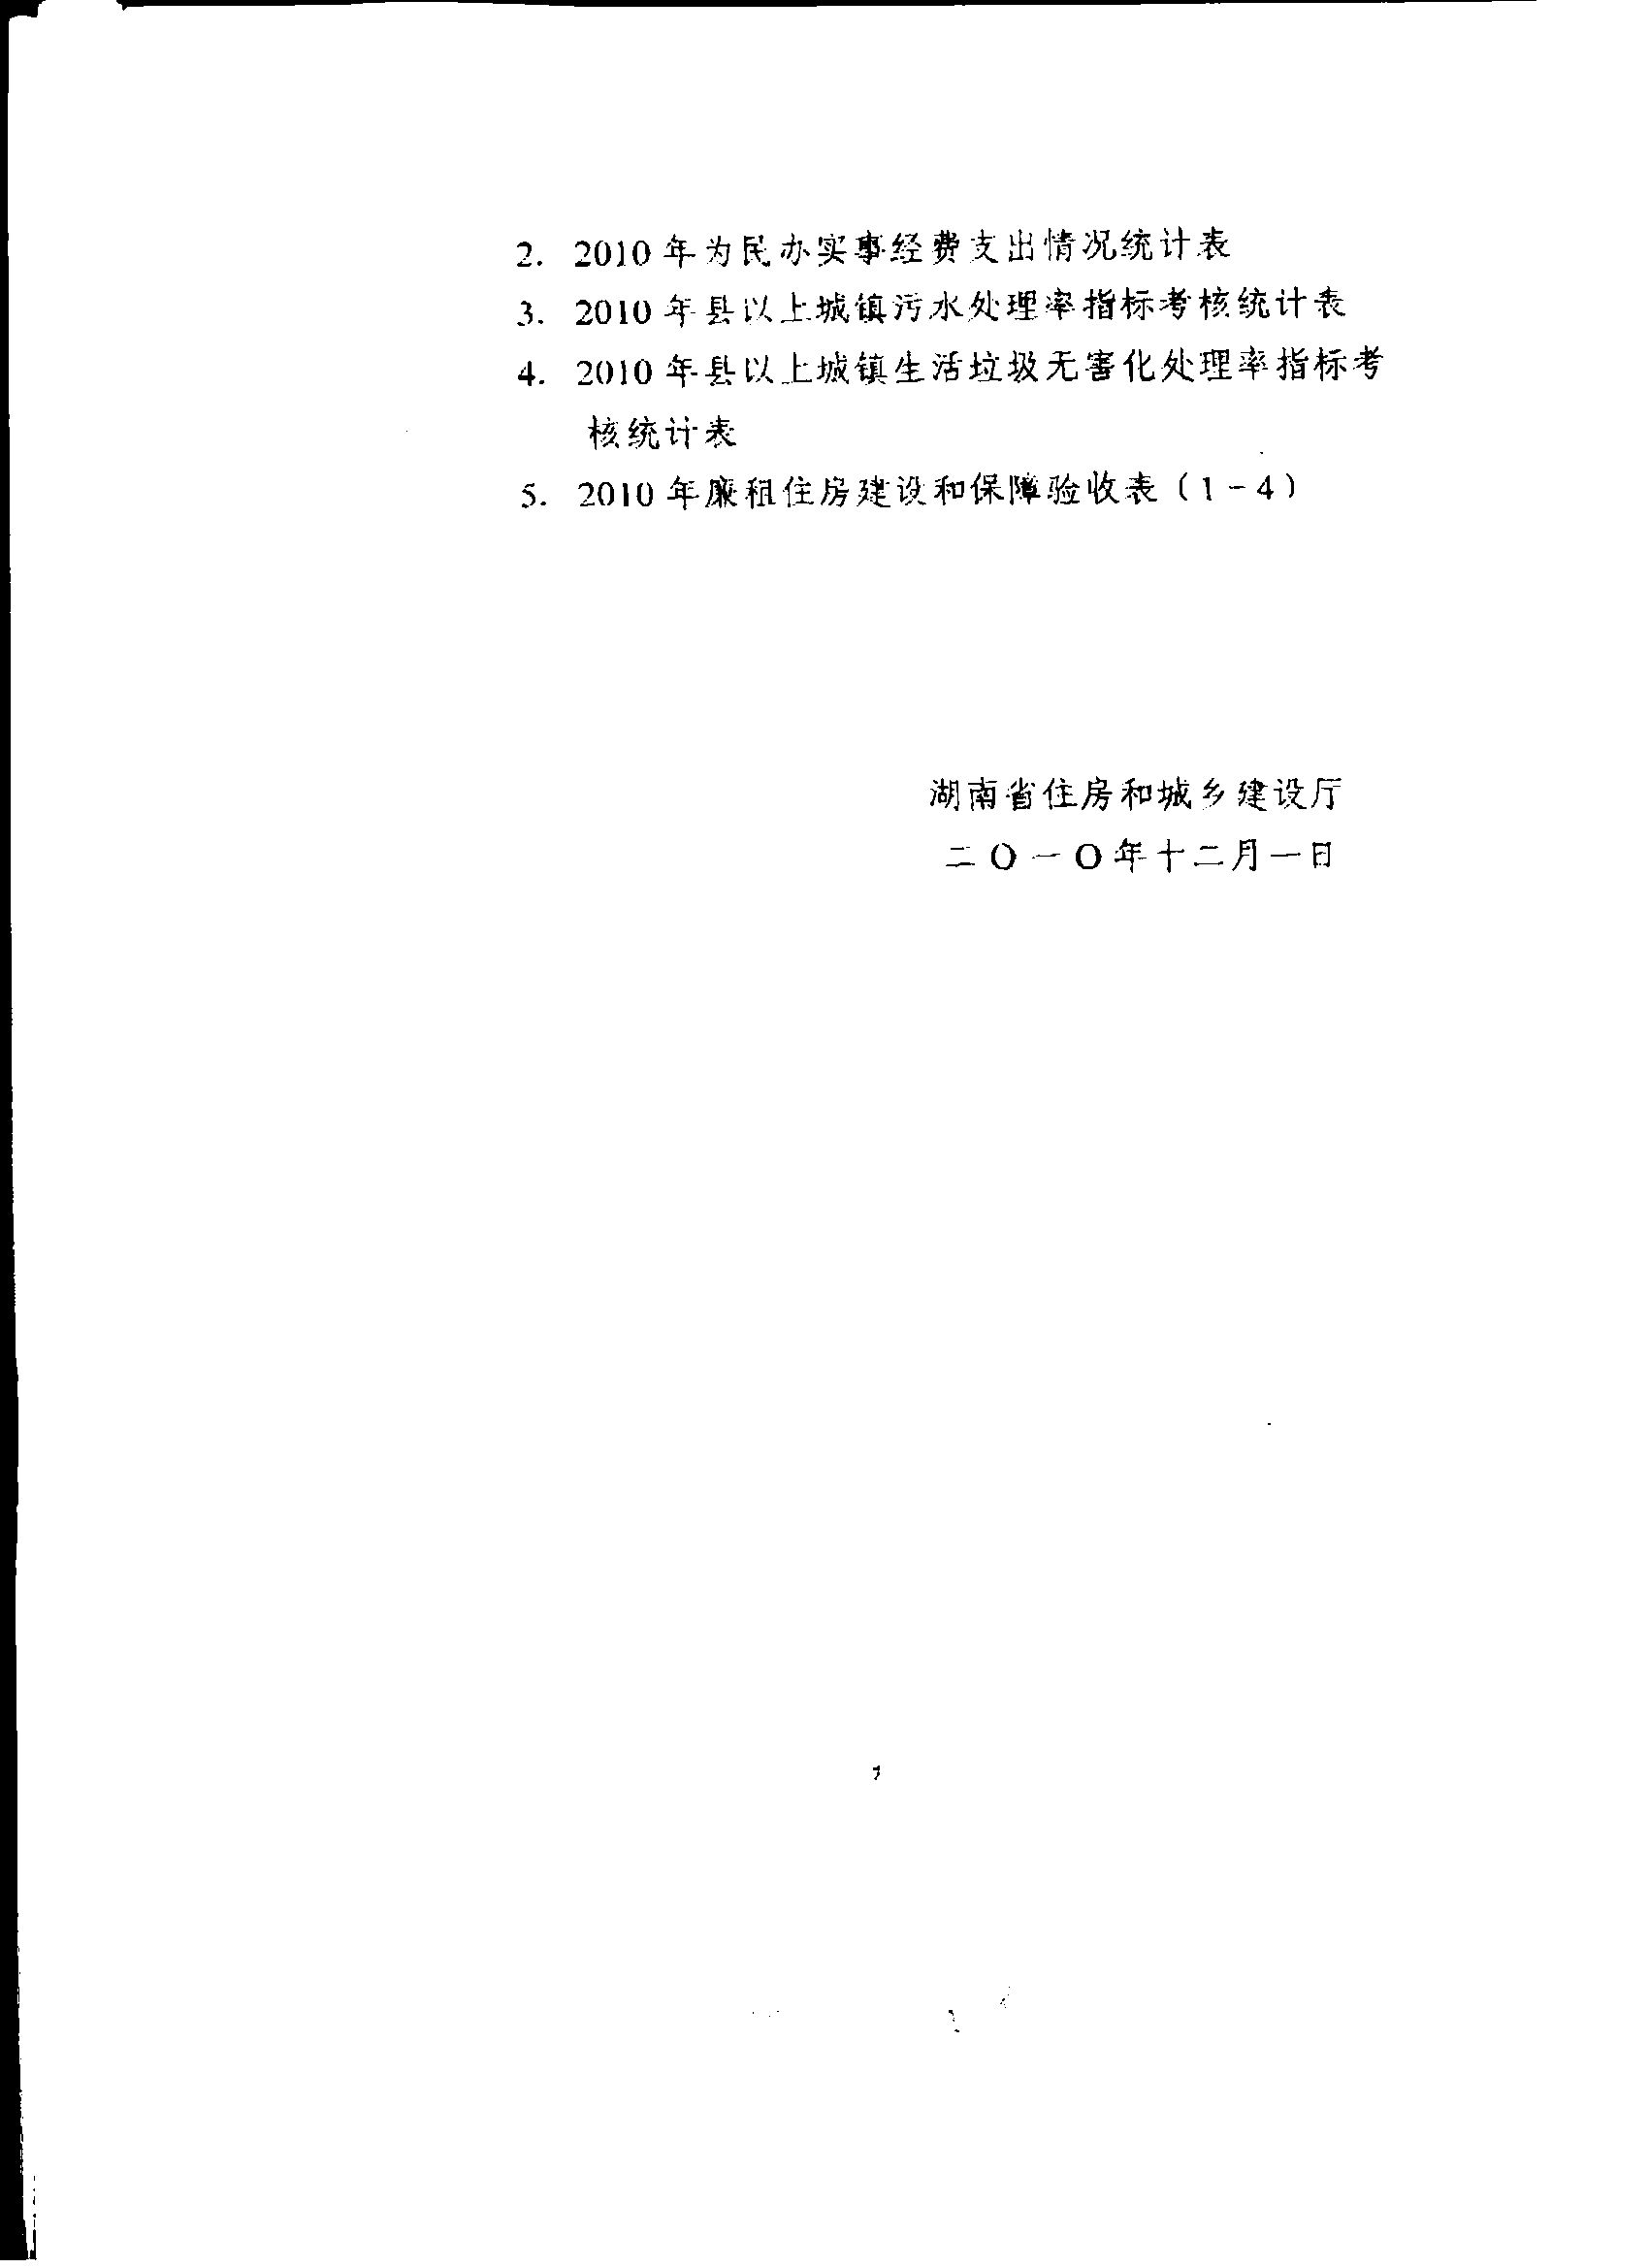 2. 2010年为民办实事经费支出情况统计表
3. 2010年县以上城镇污水处理率指标考核统计表
4. 2010年县以上城镇生活垃圾无害化处理率指标考
核统计表
5. 2010年廉租住房建设和保障验收表（1-4）
湖南省住房和城乡建设厅
二〇一〇年十二月一日